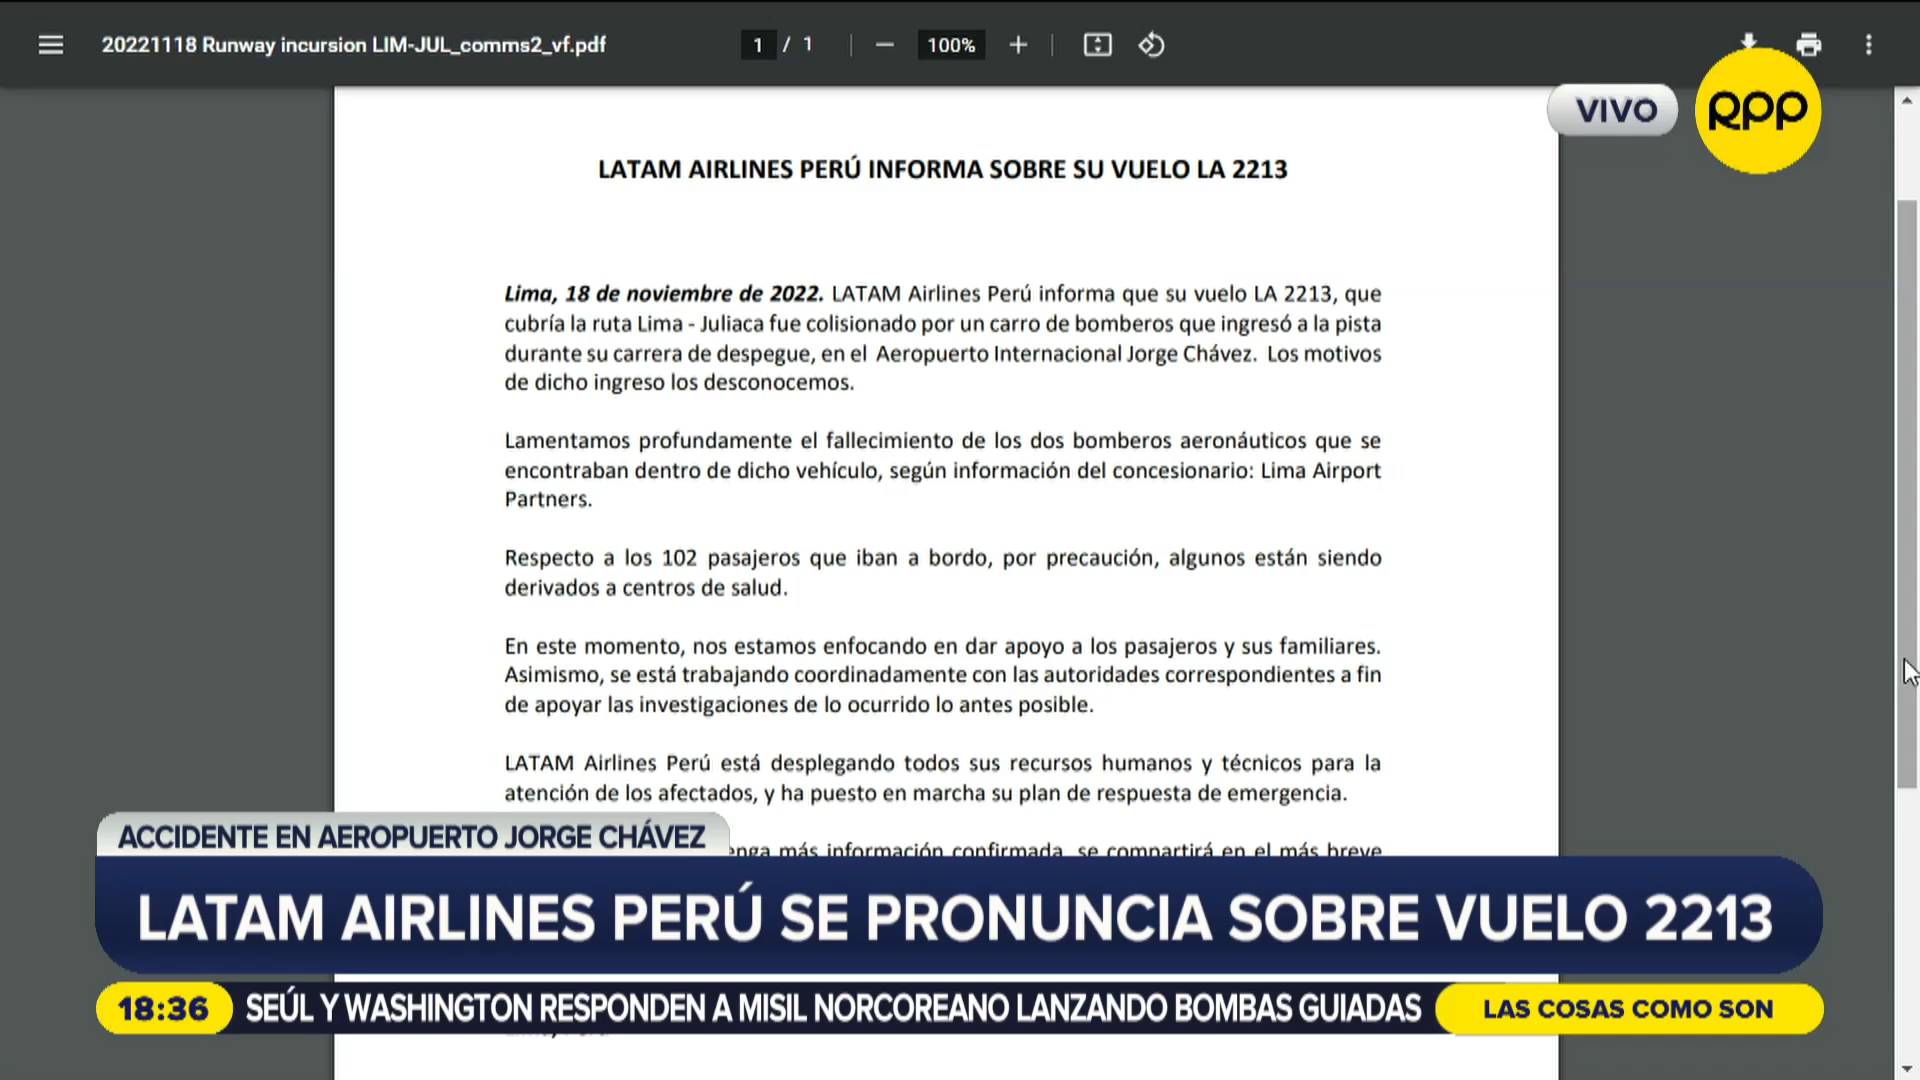 20221118 Runway incursion LIM-JUL_comms2_vf.pdf
1 / 1
100%
VIVO
rpp
LATAM AIRLINES PERÚ INFORMA SOBRE SU VUELO LA 2213
Lima, 18 de noviembre de 2022. LATAM Airlines Perú informa que su vuelo LA 2213, que
cubría la ruta Lima - Juliaca fue colisionado por un carro de bomberos que ingresó a la pista
durante su carrera de despegue, en el Aeropuerto Internacional Jorge Chávez. Los motivos
de dicho ingreso los desconocemos.
Lamentamos profundamente el fallecimiento de los dos bomberos aeronáuticos que se
encontraban dentro de dicho vehículo, según información del concesionario: Lima Airport
Partners.
Respecto a los 102 pasajeros que iban a bordo, por precaución, algunos están siendo
derivados a centros de salud.
En este momento, nos estamos enfocando en dar apoyo a los pasajeros y sus familiares.
Asimismo, se está trabajando coordinadamente con las autoridades correspondientes a fin
de apoyar las investigaciones de lo ocurrido lo antes posible.
LATAM Airlines Perú está desplegando todos sus recursos humanos y técnicos para la
atención de los afectados, y ha puesto en marcha su plan de respuesta de emergencia.
más información confirmada, se compartirá en el más breve
ACCIDENTE EN AEROPUERTO JORGE CHÁVEZ
LATAM AIRLINES PERÚ SE PRONUNCIA SOBRE VUELO 2213
18:36 SEÚL Y WASHINGTON RESPONDEN A MISIL NORCOREANO LANZANDO BOMBAS GUIADAS
LAS COSAS COMO SON